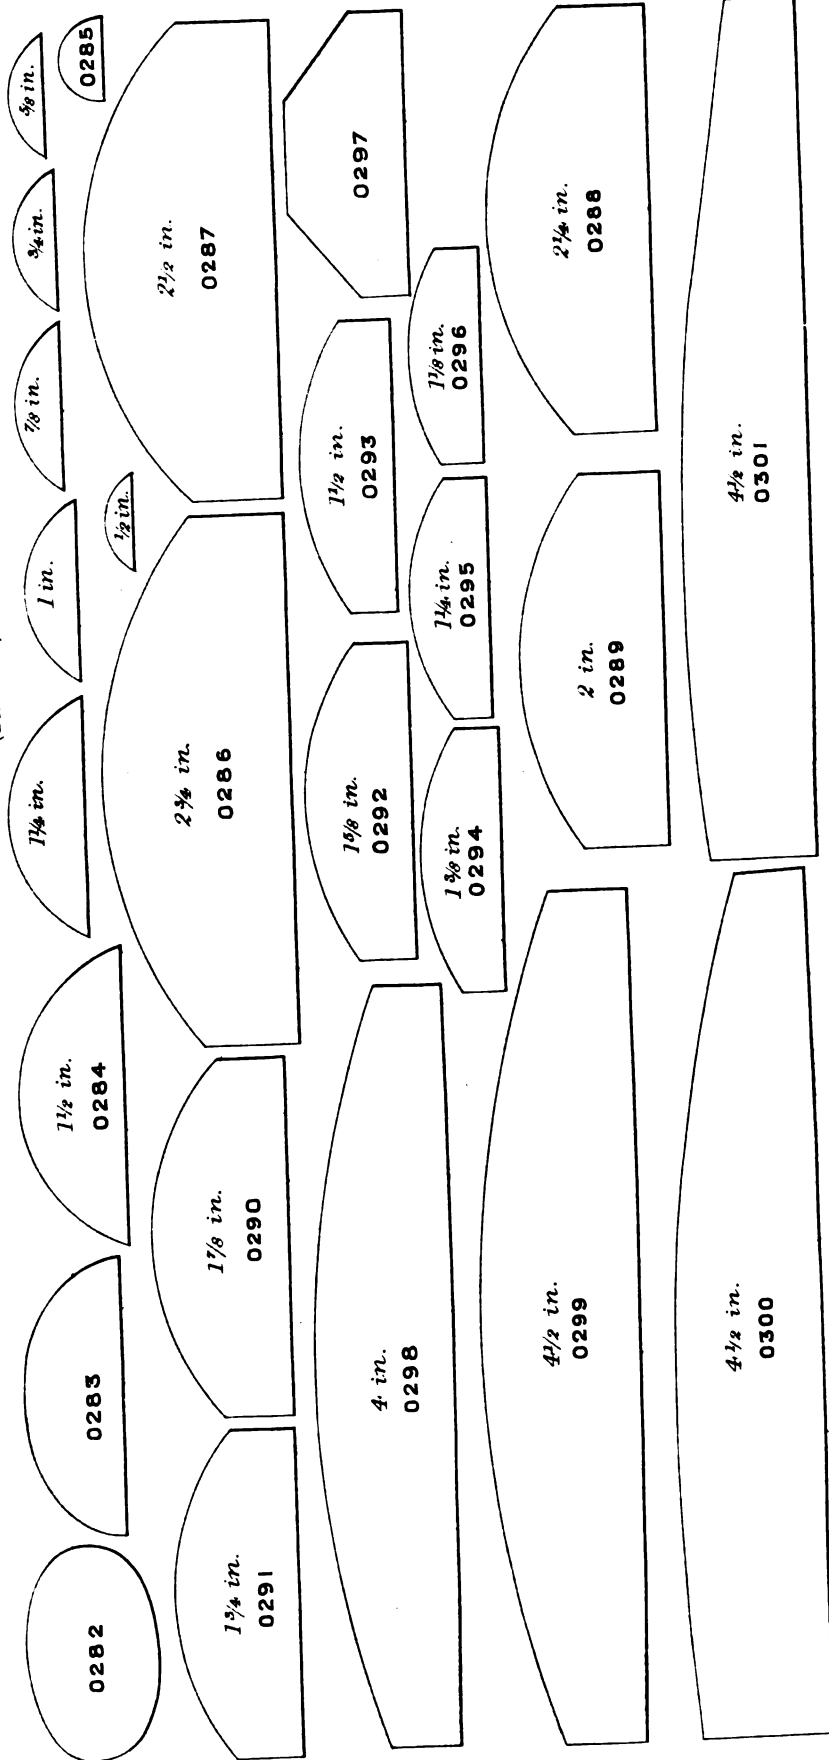 0282
0283
1½ in.
0284
1¼ in.
1 in.
⅞ in.
¾ in.
⅝ in.
0285
½ in.
1¾ in.
0291
1⅞ in.
0290
2¾ in.
0286
2½ in.
0287
4 in.
0298
1⅝ in.
0292
1½ in.
0293
0297
1⅜ in.
0294
1¼ in.
0295
1⅛ in.
0296
4½ in.
0299
2 in.
0289
2¼ in.
0288
4½ in.
0300
4½ in.
0301